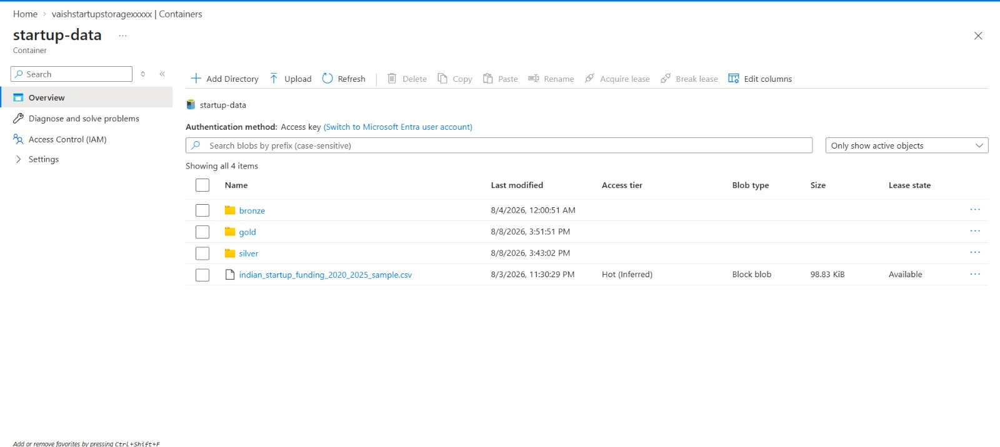 Home > vaishstartupstoragexxxxx | Containers
startup-data ...
Container
Search
Overview
Diagnose and solve problems
Access Control (IAM)
Settings
Add Directory Upload Refresh Delete Copy Paste Rename Acquire lease Break lease Edit columns
startup-data
Authentication method: Access key (Switch to Microsoft Entra user account)
Search blobs by prefix (case-sensitive) Only show active objects
Showing all 4 items
Name Last modified Access tier Blob type Size Lease state
bronze 8/4/2026, 12:00:51 AM ...
gold 8/8/2026, 3:51:51 PM ...
silver 8/8/2026, 3:43:02 PM ...
indian_startup_funding_2020_2025_sample.csv 8/3/2026, 11:30:29 PM Hot (Inferred) Block blob 98.83 KiB Available ...
Add or remove favorites by pressing Ctrl+Shift+F